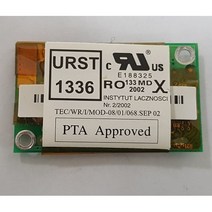 URST
1336
c RU US
E188325
RO 133 MD X
2002
INSTYTUT LACZNOSCI
Nr. 2/2002
TEC/WR/I/MOD-08/01/068.SEP 02
PTA Approved